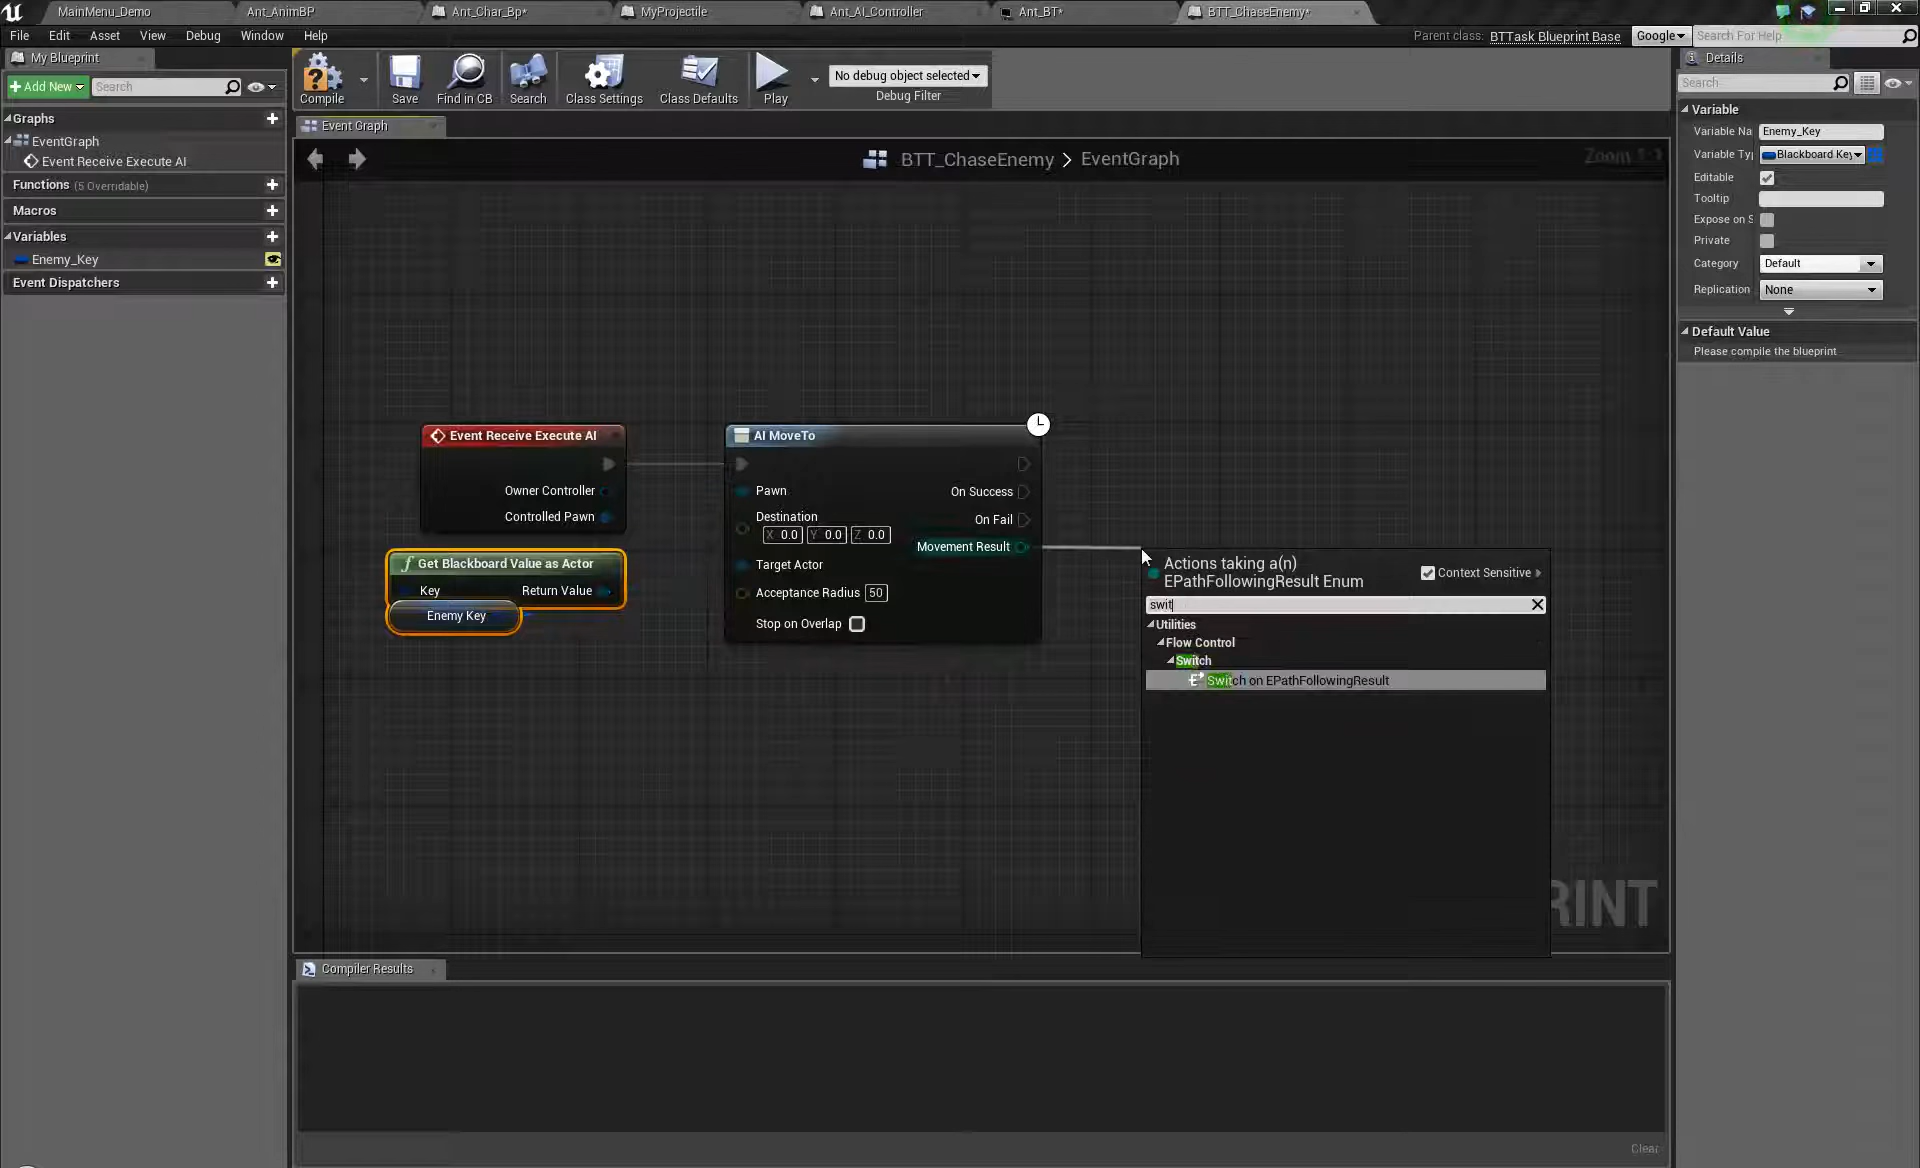 MainMenu_Demo
Ant_AnimBP
Ant_Char_Bp*
MyProjectile
Ant_AI_Controller
Ant_BT*
BTT_ChaseEnemy*
File Edit Asset View Debug Window Help
Parent class: BTTask Blueprint Base
Google
Search For Help
My Blueprint
Add New
Search
Graphs
EventGraph
Event Receive Execute AI
Functions (5 Overridable)
Macros
Variables
Enemy_Key
Event Dispatchers
Compile
Save
Find in CB
Search
Class Settings
Class Defaults
Play
No debug object selected
Debug Filter
Event Graph
BTT_ChaseEnemy > EventGraph
Zoom 1:1
Event Receive Execute AI
Owner Controller
Controlled Pawn
Get Blackboard Value as Actor
Key
Return Value
Enemy Key
AI MoveTo
Pawn
On Success
Destination
X 0.0 Y 0.0 Z 0.0
On Fail
Movement Result
Target Actor
Acceptance Radius 50
Stop on Overlap
Actions taking a(n)
EPathFollowingResult Enum
Context Sensitive
swit
Utilities
Flow Control
Switch
Switch on EPathFollowingResult
RINT
Compiler Results
Clear
Details
Search
Variable
Variable Na
Enemy_Key
Variable Ty
Blackboard Key
Editable
Tooltip
Expose on S
Private
Category
Default
Replication
None
Default Value
Please compile the blueprint